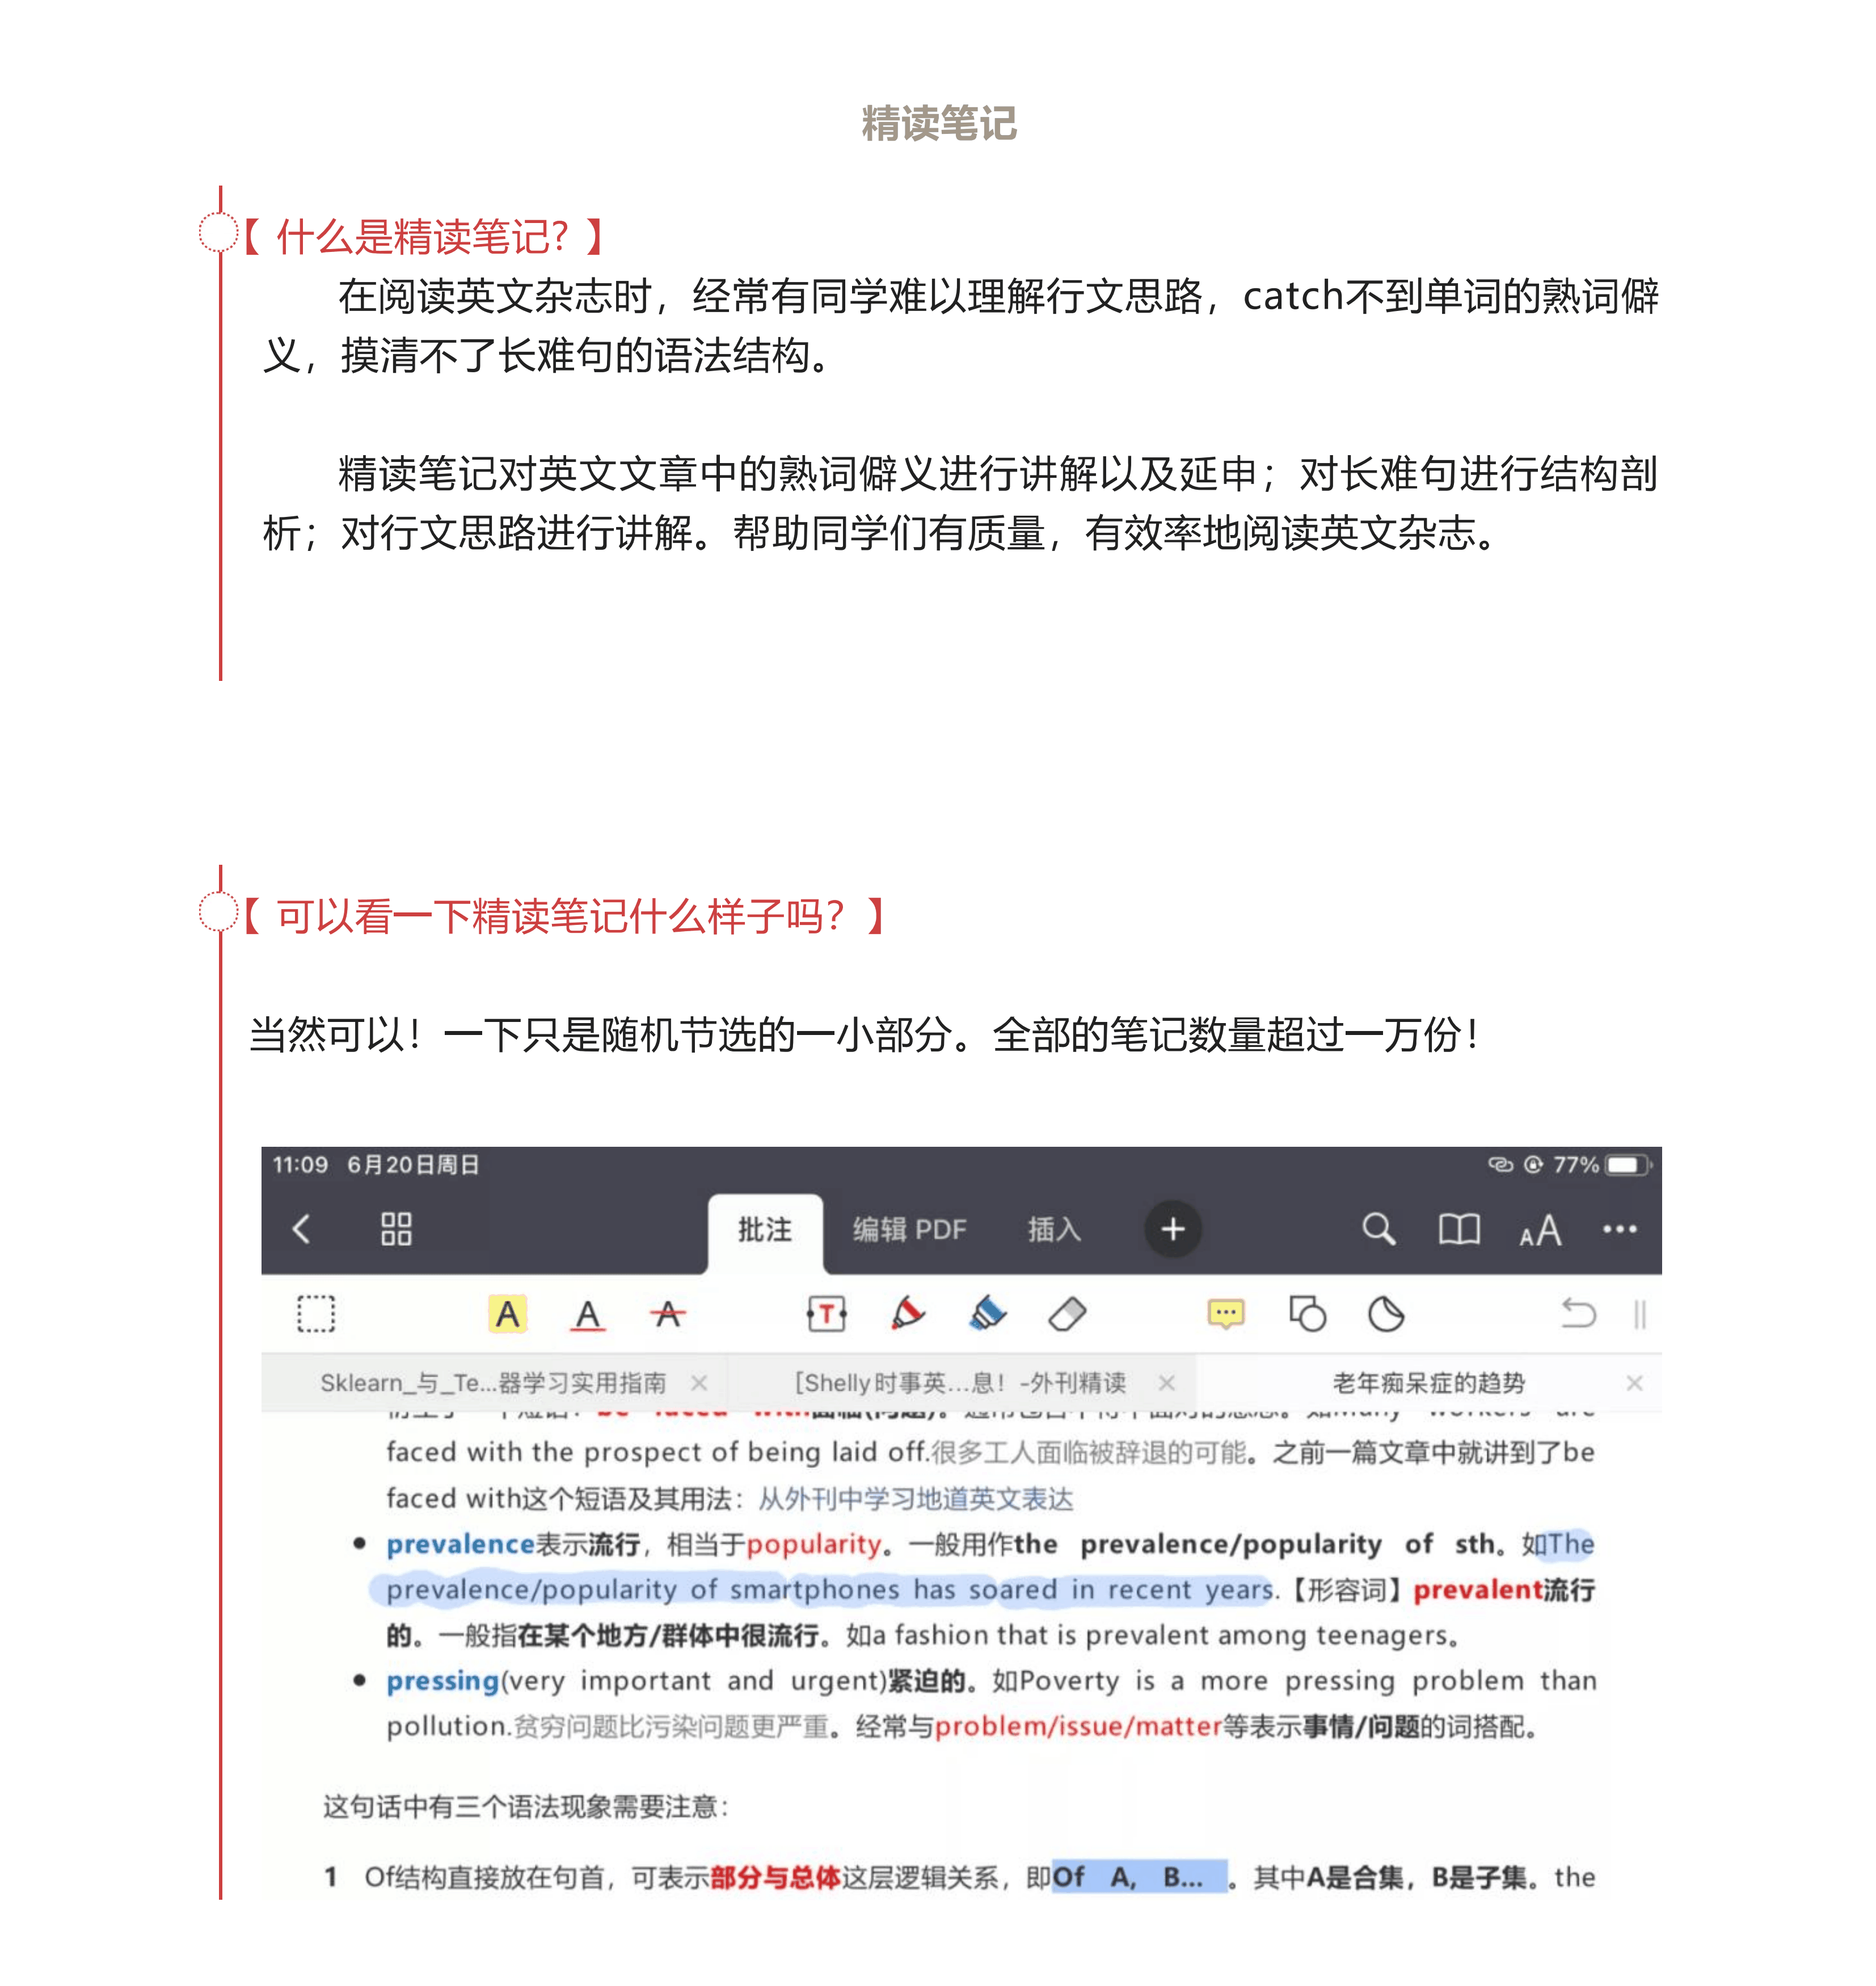 精读笔记
【 什么是精读笔记？】
在阅读英文杂志时，经常有同学难以理解行文思路，catch不到单词的熟词僻
义，摸清不了长难句的语法结构。
精读笔记对英文文章中的熟词僻义进行讲解以及延申；对长难句进行结构剖
析；对行文思路进行讲解。帮助同学们有质量，有效率地阅读英文杂志。
【 可以看一下精读笔记什么样子吗？】
当然可以！一下只是随机节选的一小部分。全部的笔记数量超过一万份！
11:09 6月20日周日 77%
批注 编辑 PDF 插入 AA
A A A T
Sklearn_与_Te...器学习实用指南 × [Shelly时事英...息！-外刊精读 × 老年痴呆症的趋势 ×
be faced with面临(问题)。
faced with the prospect of being laid off.很多工人面临被辞退的可能。之前一篇文章中就讲到了be
faced with这个短语及其用法：从外刊中学习地道英文表达
• prevalence表示流行，相当于popularity。一般用作the prevalence/popularity of sth。如The
prevalence/popularity of smartphones has soared in recent years.【形容词】prevalent流行
的。一般指在某个地方/群体中很流行。如a fashion that is prevalent among teenagers。
• pressing(very important and urgent)紧迫的。如Poverty is a more pressing problem than
pollution.贫穷问题比污染问题更严重。经常与problem/issue/matter等表示事情/问题的词搭配。
这句话中有三个语法现象需要注意：
1 Of结构直接放在句首，可表示部分与总体这层逻辑关系，即Of A, B... 。其中A是合集，B是子集。the